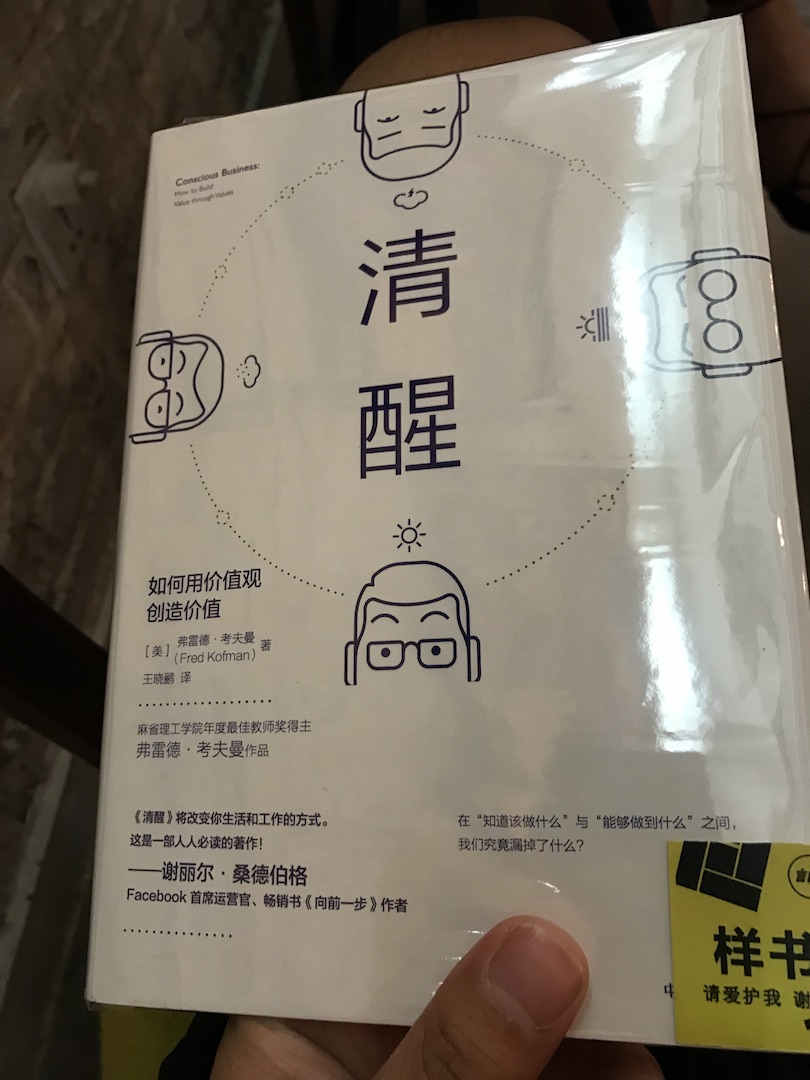 Conscious Business:
How to Build
Value through Values
清
醒
如何用价值观
创造价值
[美] 弗雷德·考夫曼 著
(Fred Kofman)
王晓鹂 译
麻省理工学院年度最佳教师奖得主
弗雷德·考夫曼作品
《清醒》将改变你生活和工作的方式。
这是一部人人必读的著作！
——谢丽尔·桑德伯格
Facebook 首席运营官、畅销书《向前一步》作者
在“知道该做什么”与“能够做到什么”之间，
我们究竟漏掉了什么？
样书
请爱护我 谢